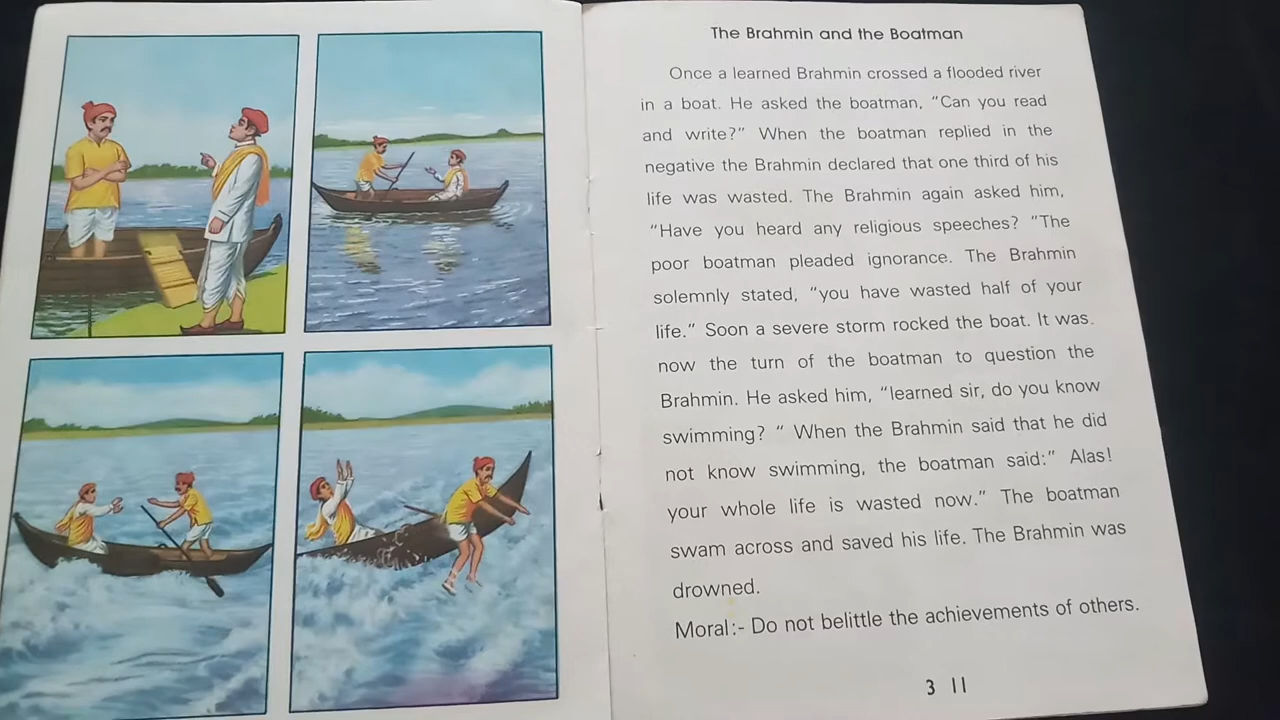 The Brahmin and the Boatman
Once a learned Brahmin crossed a flooded river
in a boat. He asked the boatman, “Can you read
and write?” When the boatman replied in the
negative the Brahmin declared that one third of his
life was wasted. The Brahmin again asked him,
“Have you heard any religious speeches? ”The
poor boatman pleaded ignorance. The Brahmin
solemnly stated, “you have wasted half of your
life.” Soon a severe storm rocked the boat. It was
now the turn of the boatman to question the
Brahmin. He asked him, “learned sir, do you know
swimming? “ When the Brahmin said that he did
not know swimming, the boatman said:” Alas!
your whole life is wasted now.” The boatman
swam across and saved his life. The Brahmin was
drowned.
Moral:- Do not belittle the achievements of others.
3 II